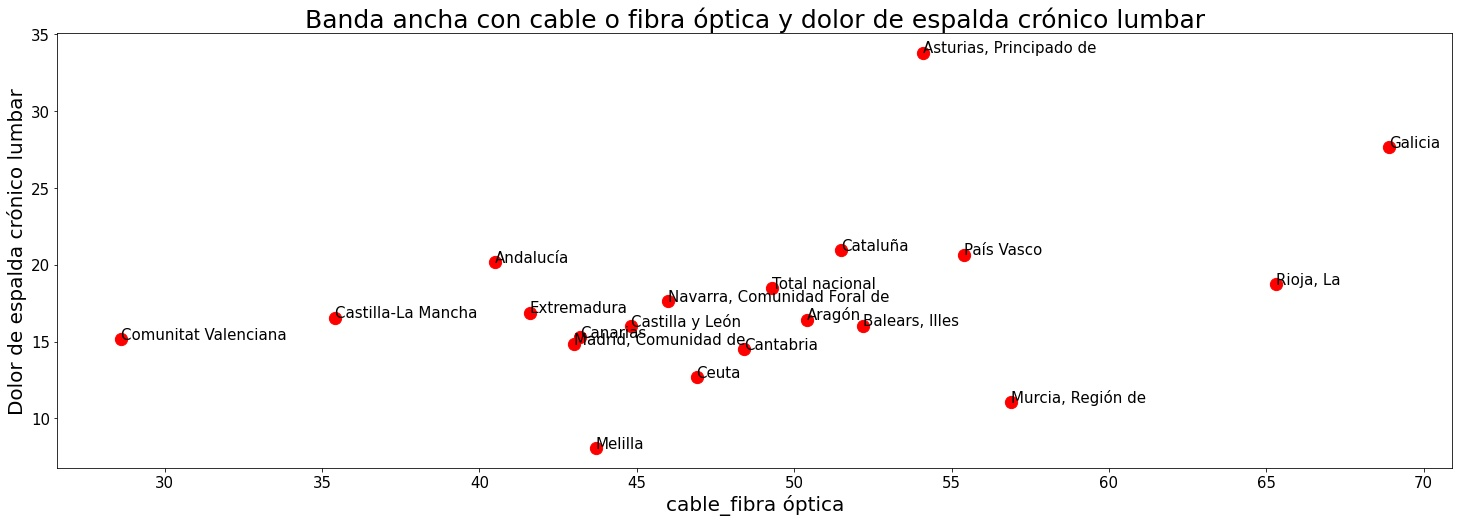 Banda ancha con cable o fibra óptica y dolor de espalda crónico lumbar
Dolor de espalda crónico lumbar
35
30
25
20
15
10
Asturias, Principado de
Galicia
Cataluña
País Vasco
Andalucía
Rioja, La
Total nacional
Navarra, Comunidad Foral de
Extremadura
Castilla-La Mancha
Aragón
Castilla y León
Balears, Illes
Canarias
Comunitat Valenciana
Madrid, Comunidad de
Cantabria
Ceuta
Murcia, Región de
Melilla
30
35
40
45
50
55
60
65
70
cable_fibra óptica